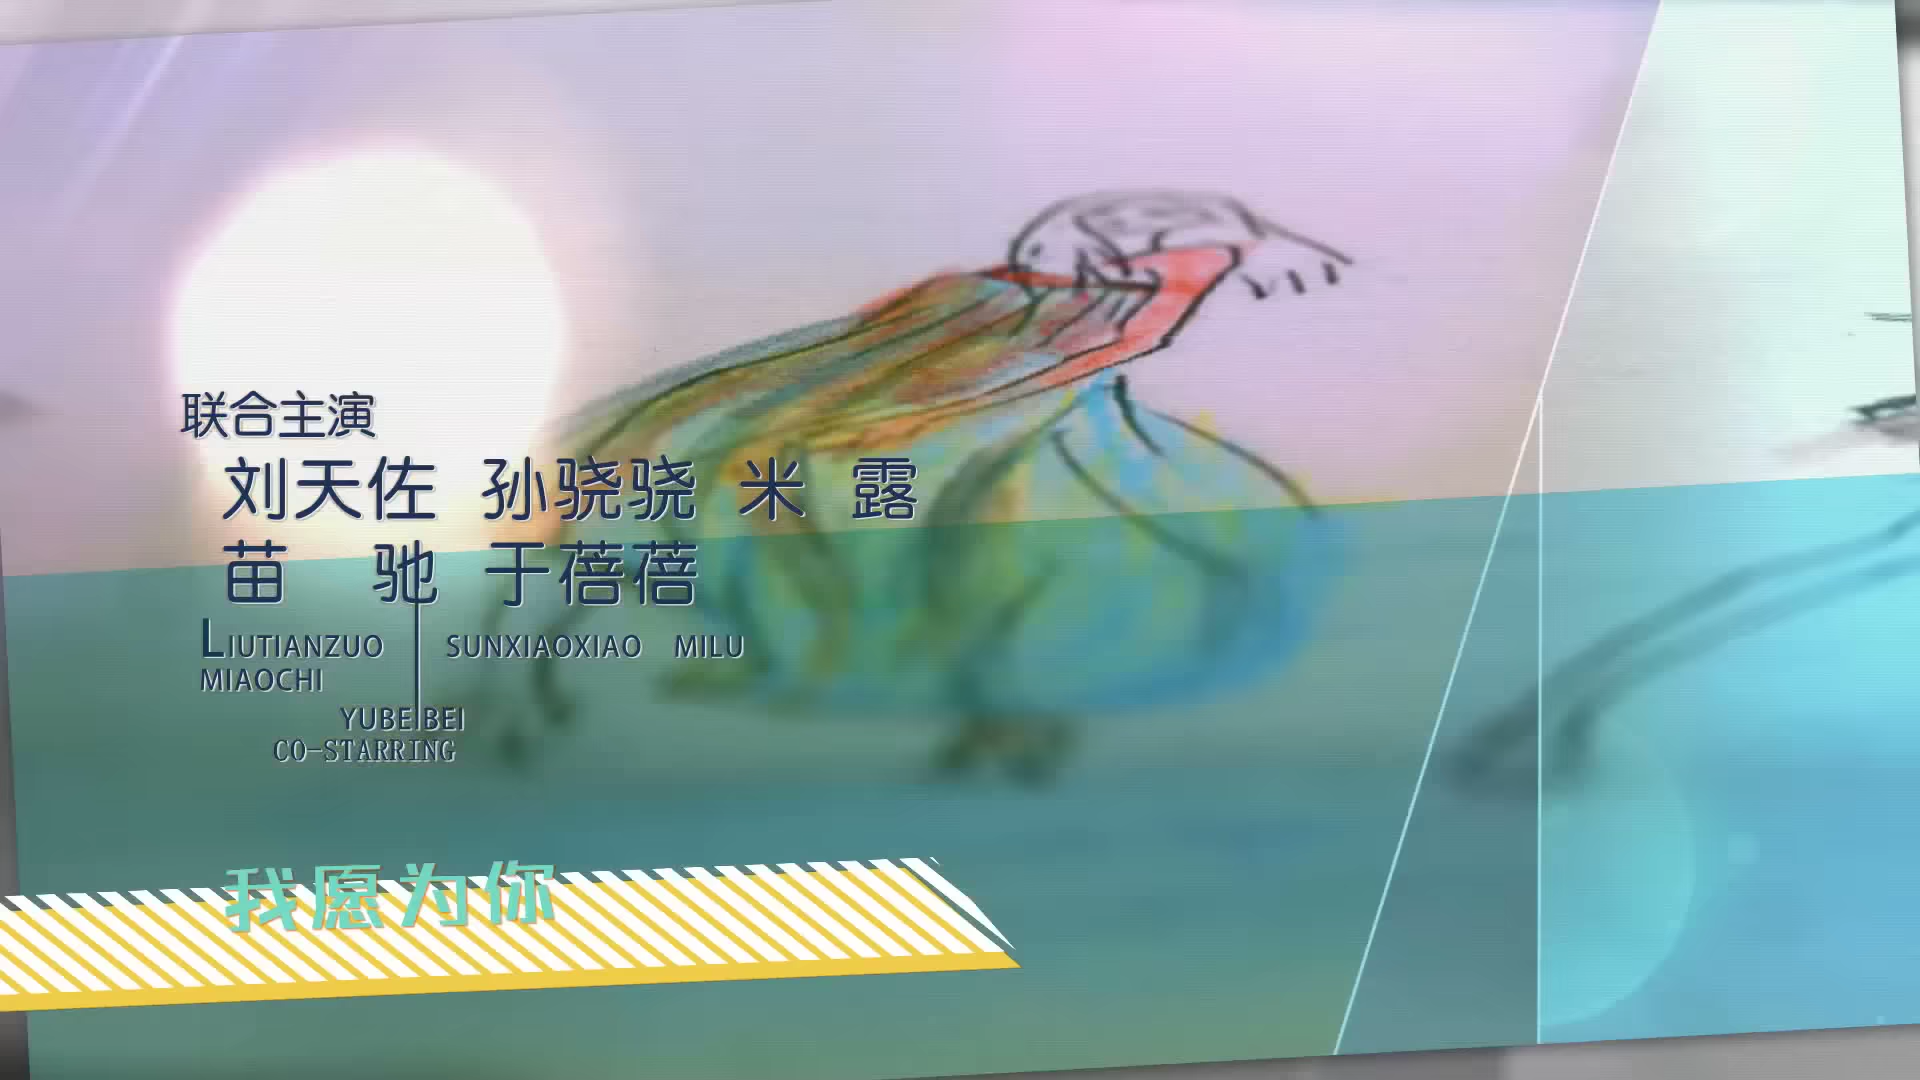 联合主演
刘天佐 孙骁骁 米 露
苗 驰 于蓓蓓
LIUTIANZUO SUNXIAOXIAO MILU
MIAOCHI
YUBEIBEI
CO-STARRING
我愿为你